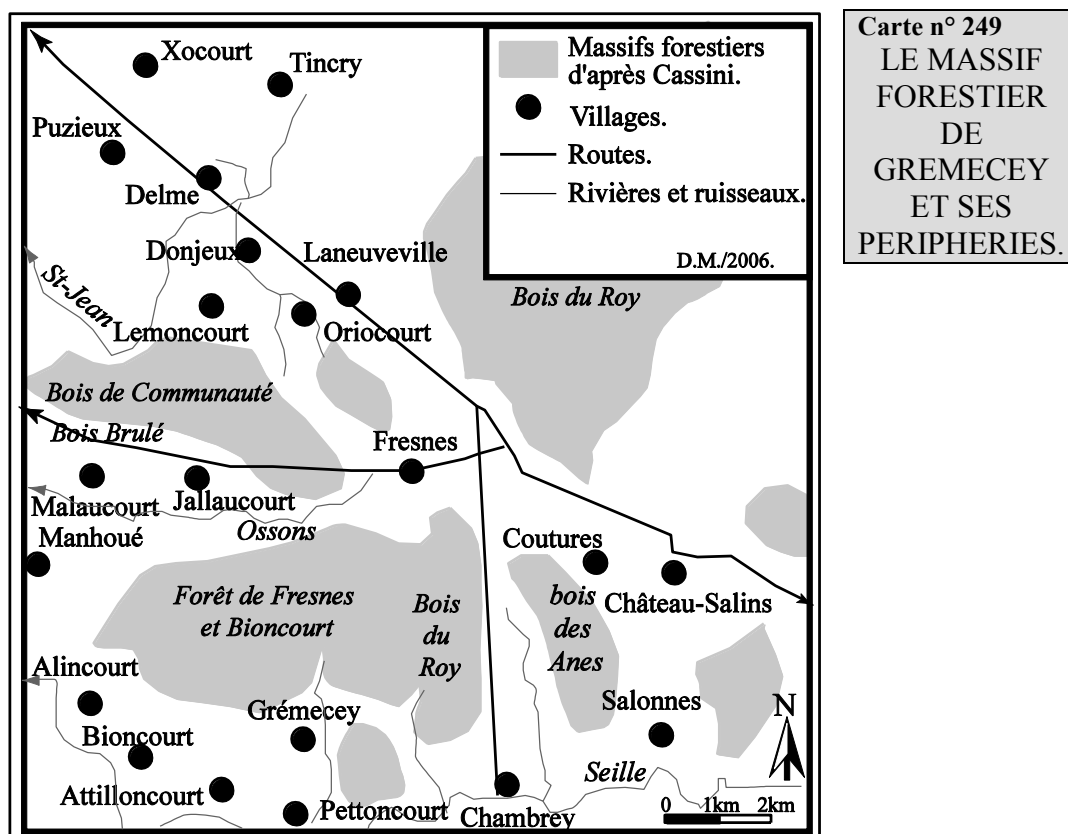 Carte n° 249
LE MASSIF
FORESTIER
DE
GREMECEY
ET SES
PERIPHERIES.
Massifs forestiers
d'après Cassini.
Villages.
Routes.
Rivières et ruisseaux.
D.M./2006.
Xocourt
Tincry
Puzieux
Delme
Donjeux
Laneuveville
St-Jean
Lemoncourt
Oriocourt
Bois du Roy
Bois de Communauté
Bois Brulé
Fresnes
Malaucourt
Jallaucourt
Manhoué
Ossons
Coutures
Château-Salins
Forêt de Fresnes
et Bioncourt
Bois
du
Roy
bois
des
Anes
Alincourt
Bioncourt
Grémecey
Salonnes
N
Attilloncourt
Pettoncourt
Chambrey
Seille
0 1km 2km